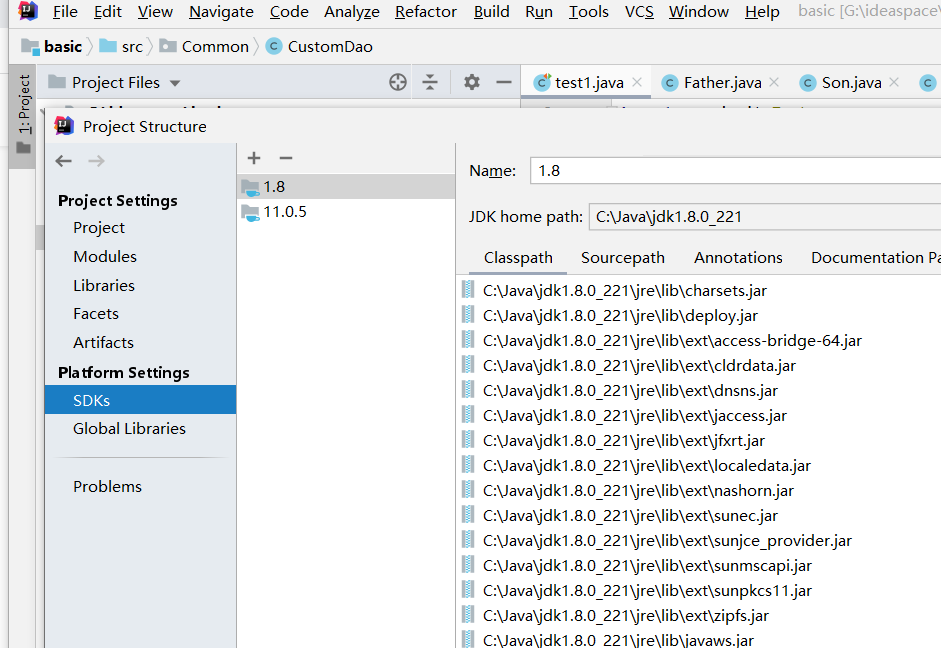 File Edit View Navigate Code Analyze Refactor Build Run Tools VCS Window Help basic [G:\ideaspace\
basic src Common CustomDao
1: Project
Project Files test1.java Father.java Son.java
Project Structure
Project Settings
Project
Modules
Libraries
Facets
Artifacts
Platform Settings
SDKs
Global Libraries
Problems
1.8
11.0.5
Name: 1.8
JDK home path: C:\Java\jdk1.8.0_221
Classpath Sourcepath Annotations Documentation Pa
C:\Java\jdk1.8.0_221\jre\lib\charsets.jar
C:\Java\jdk1.8.0_221\jre\lib\deploy.jar
C:\Java\jdk1.8.0_221\jre\lib\ext\access-bridge-64.jar
C:\Java\jdk1.8.0_221\jre\lib\ext\cldrdata.jar
C:\Java\jdk1.8.0_221\jre\lib\ext\dnsns.jar
C:\Java\jdk1.8.0_221\jre\lib\ext\jaccess.jar
C:\Java\jdk1.8.0_221\jre\lib\ext\jfxrt.jar
C:\Java\jdk1.8.0_221\jre\lib\ext\localedata.jar
C:\Java\jdk1.8.0_221\jre\lib\ext\nashorn.jar
C:\Java\jdk1.8.0_221\jre\lib\ext\sunec.jar
C:\Java\jdk1.8.0_221\jre\lib\ext\sunjce_provider.jar
C:\Java\jdk1.8.0_221\jre\lib\ext\sunmscapi.jar
C:\Java\jdk1.8.0_221\jre\lib\ext\sunpkcs11.jar
C:\Java\jdk1.8.0_221\jre\lib\ext\zipfs.jar
C:\Java\jdk1.8.0_221\jre\lib\javaws.jar